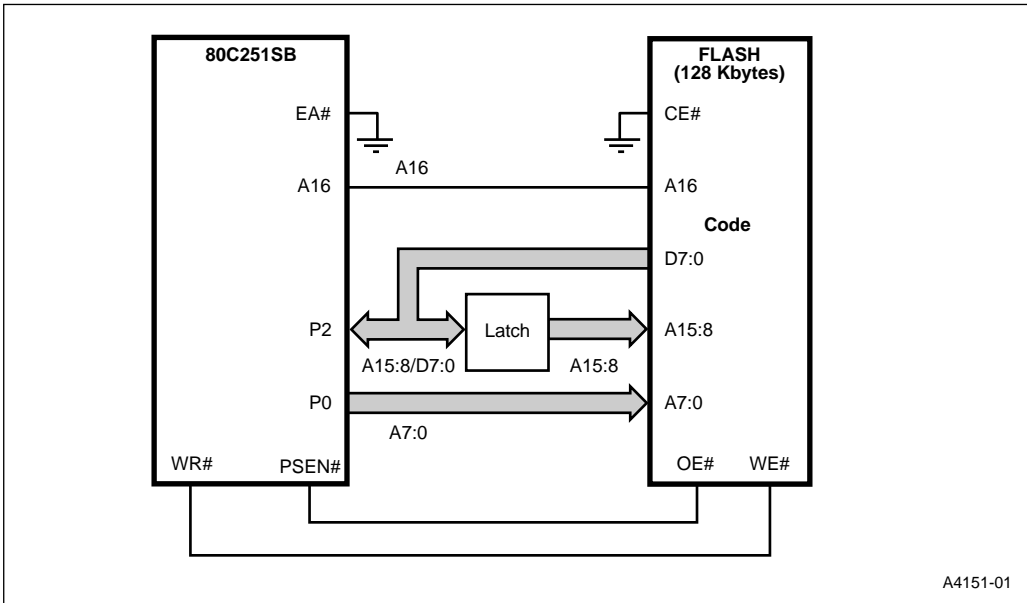 80C251SB
FLASH
(128 Kbytes)
EA#
CE#
A16
A16
A16
Code
D7:0
P2
Latch
A15:8
A15:8/D7:0
A15:8
P0
A7:0
A7:0
WR#
PSEN#
OE#
WE#
A4151-01